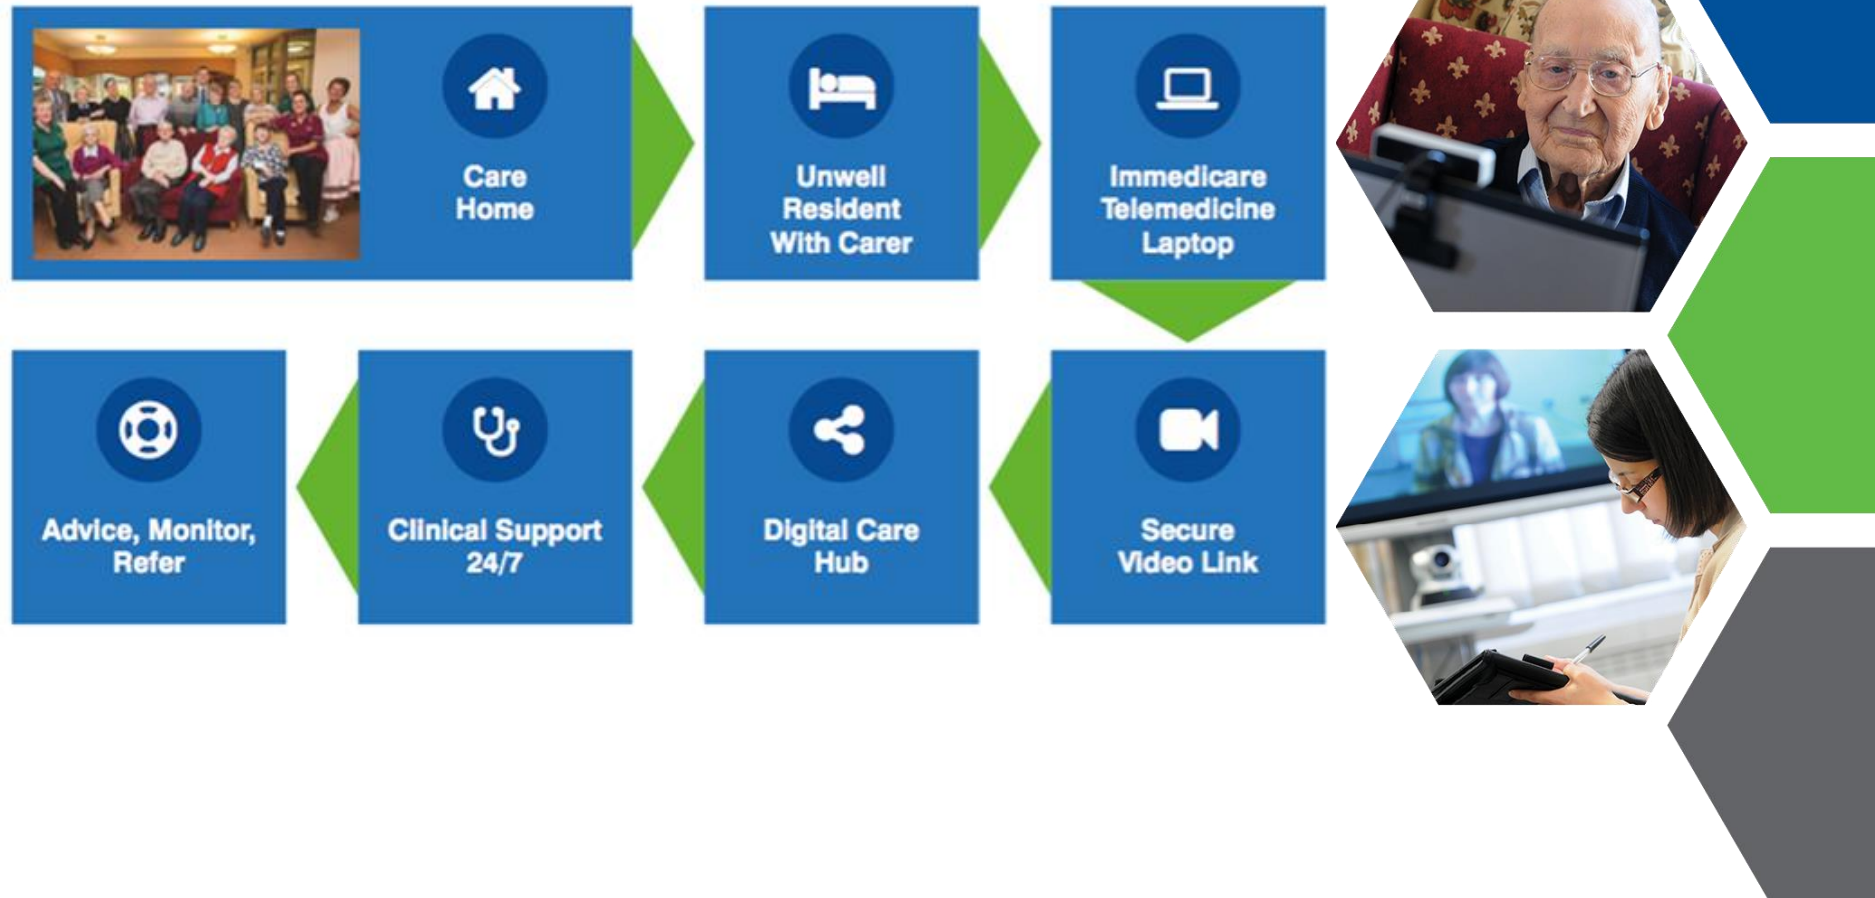 Care
Home
Unwell
Resident
With Carer
Immedicare
Telemedicine
Laptop
Advice, Monitor,
Refer
Clinical Support
24/7
Digital Care
Hub
Secure
Video Link